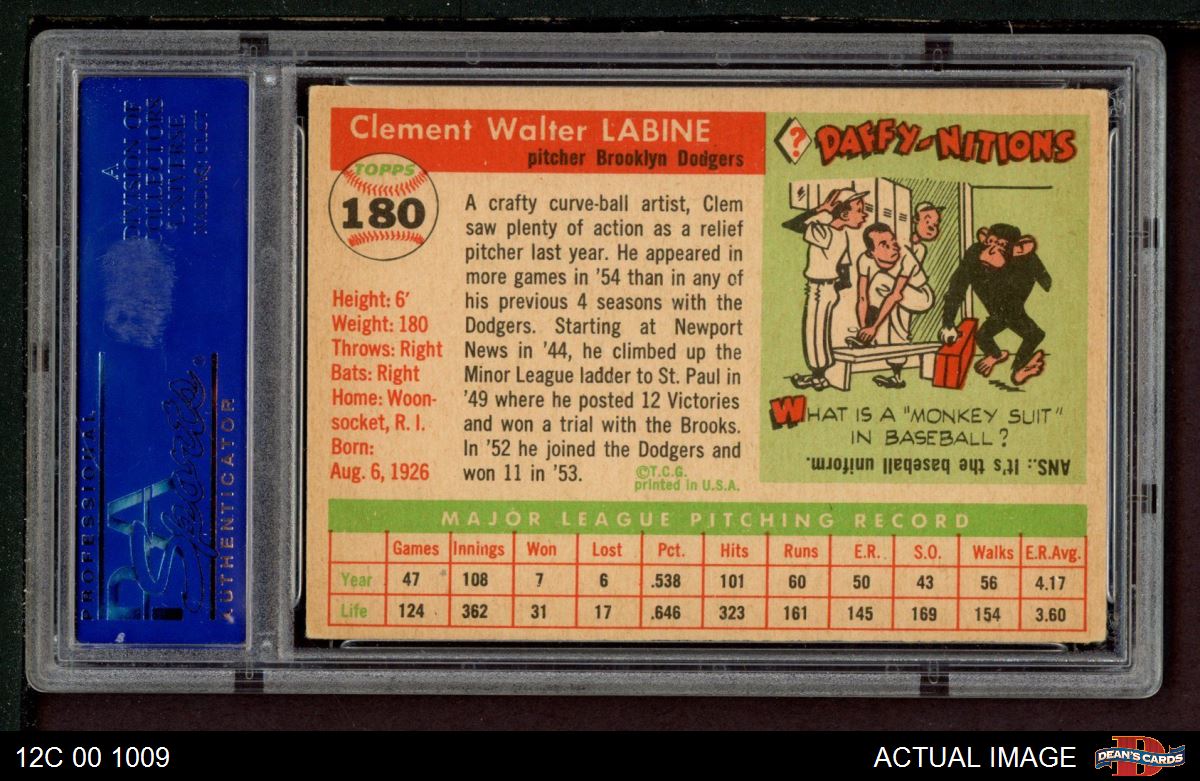 A
DIVISION OF
COLLECTORS
UNIVERSE
NASDAQ: CLCT
PROFESSIONAL
PSA
Sports
AUTHENTICATOR
Clement Walter LABINE
pitcher Brooklyn Dodgers
TOPPS
180
Height: 6'
Weight: 180
Throws: Right
Bats: Right
Home: Woon-
socket, R. I.
Born:
Aug. 6, 1926
A crafty curve-ball artist, Clem
saw plenty of action as a relief
pitcher last year. He appeared in
more games in '54 than in any of
his previous 4 seasons with the
Dodgers. Starting at Newport
News in '44, he climbed up the
Minor League ladder to St. Paul in
'49 where he posted 12 Victories
and won a trial with the Brooks.
In '52 he joined the Dodgers and
won 11 in '53.
©T.C.G.
printed in U.S.A.
? DAFFY-NITIONS
WHAT IS A "MONKEY SUIT"
IN BASEBALL?
ANS.: It's the baseball uniform.
MAJOR LEAGUE PITCHING RECORD
Games Innings Won Lost Pct. Hits Runs E.R. S.O. Walks E.R.Avg.
Year 47 108 7 6 .538 101 60 50 43 56 4.17
Life 124 362 31 17 .646 323 161 145 169 154 3.60
12C 00 1009
ACTUAL IMAGE
D
DEAN'S CARDS